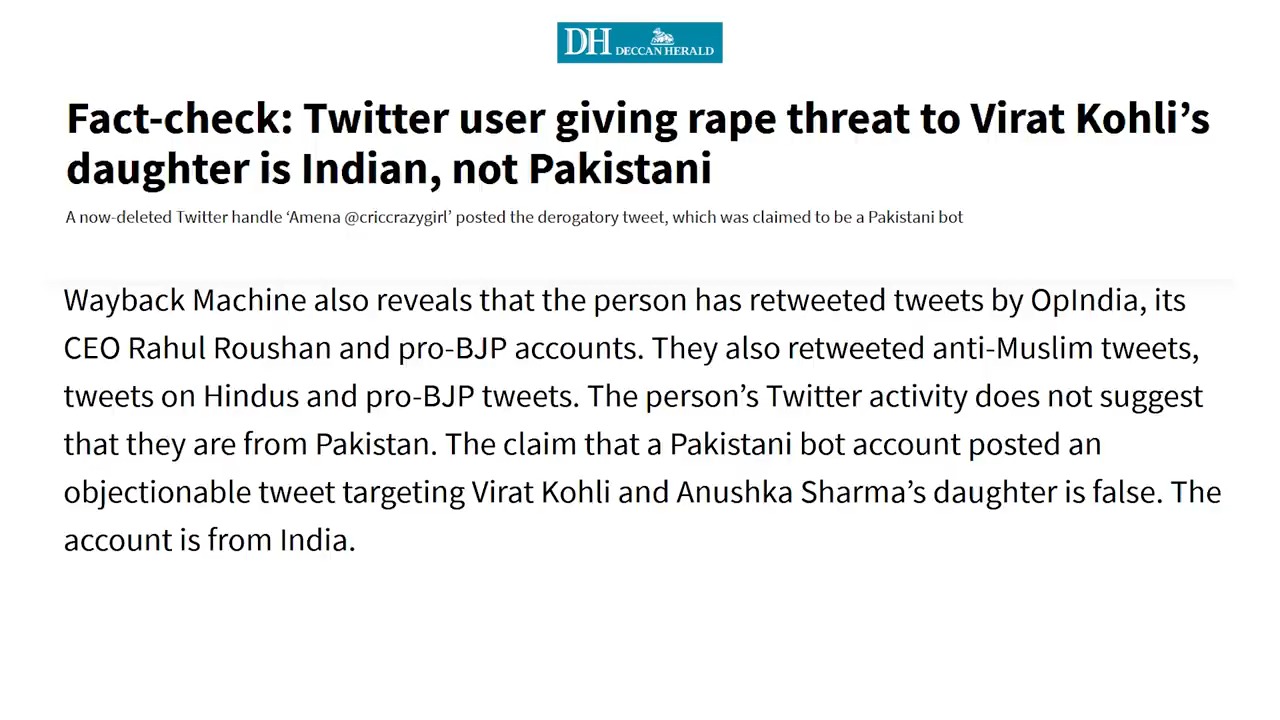 DH DECCAN HERALD
Fact-check: Twitter user giving rape threat to Virat Kohli’s
daughter is Indian, not Pakistani
A now-deleted Twitter handle ‘Amena @criccrazygirl’ posted the derogatory tweet, which was claimed to be a Pakistani bot
Wayback Machine also reveals that the person has retweeted tweets by OpIndia, its
CEO Rahul Roushan and pro-BJP accounts. They also retweeted anti-Muslim tweets,
tweets on Hindus and pro-BJP tweets. The person’s Twitter activity does not suggest
that they are from Pakistan. The claim that a Pakistani bot account posted an
objectionable tweet targeting Virat Kohli and Anushka Sharma’s daughter is false. The
account is from India.